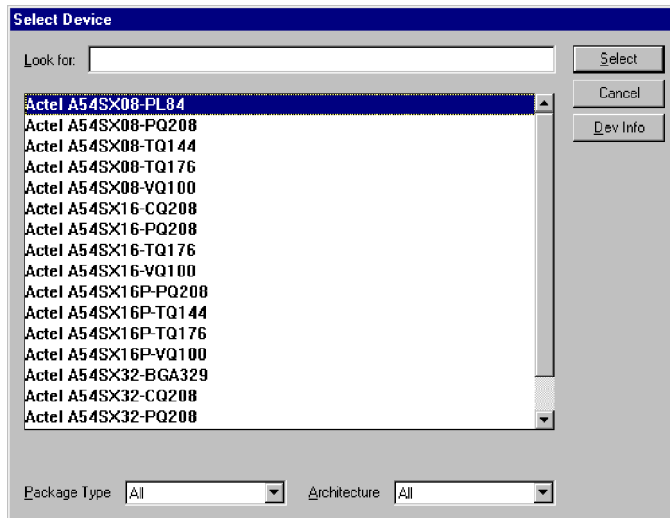 Select Device
Look for:
Select
Cancel
Dev Info
Actel A54SX08-PL84
Actel A54SX08-PQ208
Actel A54SX08-TQ144
Actel A54SX08-TQ176
Actel A54SX08-VQ100
Actel A54SX16-CQ208
Actel A54SX16-PQ208
Actel A54SX16-TQ176
Actel A54SX16-VQ100
Actel A54SX16P-PQ208
Actel A54SX16P-TQ144
Actel A54SX16P-TQ176
Actel A54SX16P-VQ100
Actel A54SX32-BGA329
Actel A54SX32-CQ208
Actel A54SX32-PQ208
Package Type All Architecture All